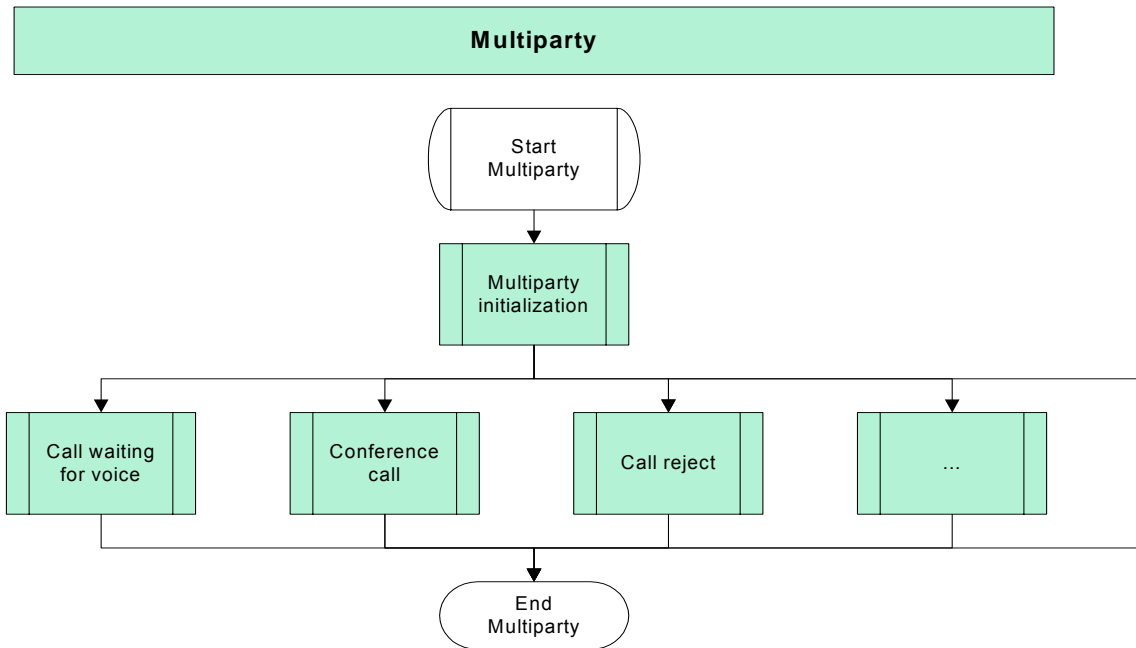 Multiparty
Start
Multiparty
Multiparty
initialization
Call waiting
for voice
Conference
call
Call reject
...
End
Multiparty